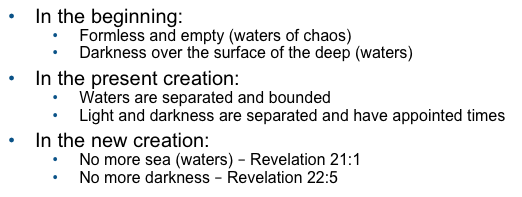 • In the beginning:
• Formless and empty (waters of chaos)
• Darkness over the surface of the deep (waters)
• In the present creation:
• Waters are separated and bounded
• Light and darkness are separated and have appointed times
• In the new creation:
• No more sea (waters) – Revelation 21:1
• No more darkness – Revelation 22:5